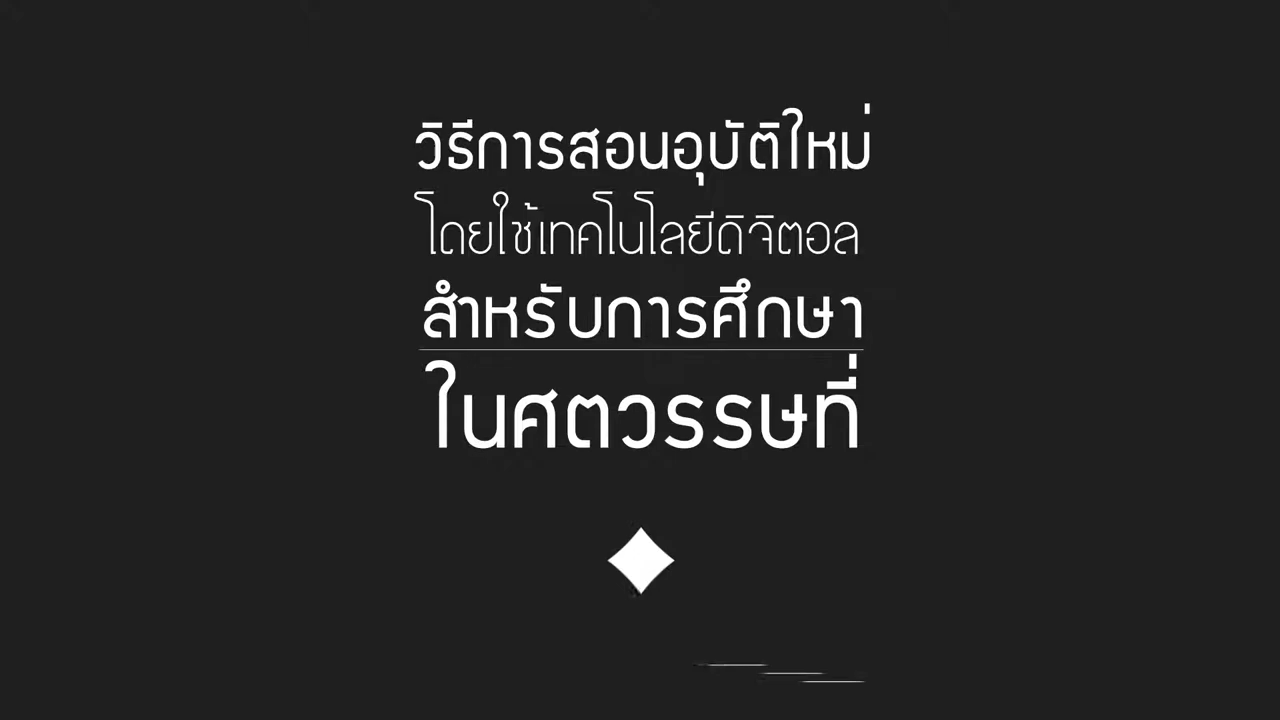 วิธีการสอนอุบัติใหม่
โดยใช้เทคโนโลยีดิจิตอล
สำหรับการศึกษา
ในศตวรรษที่